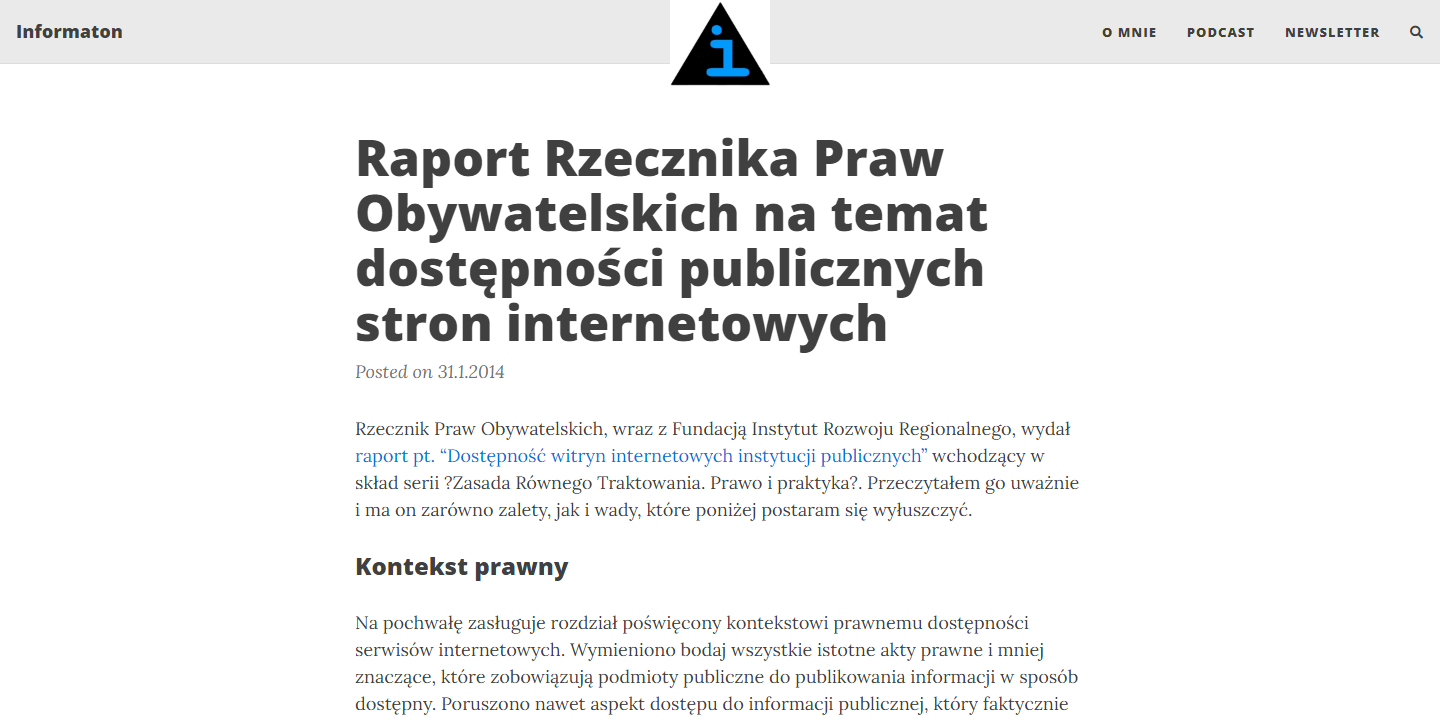 Informaton
i
O MNIE
PODCAST
NEWSLETTER
Raport Rzecznika Praw
Obywatelskich na temat
dostępności publicznych
stron internetowych
Posted on 31.1.2014
Rzecznik Praw Obywatelskich, wraz z Fundacją Instytut Rozwoju Regionalnego, wydał
raport pt. “Dostępność witryn internetowych instytucji publicznych” wchodzący w
skład serii ?Zasada Równego Traktowania. Prawo i praktyka?. Przeczytałem go uważnie
i ma on zarówno zalety, jak i wady, które poniżej postaram się wyłuszczyć.
Kontekst prawny
Na pochwałę zasługuje rozdział poświęcony kontekstowi prawnemu dostępności
serwisów internetowych. Wymieniono bodaj wszystkie istotne akty prawne i mniej
znaczące, które zobowiązują podmioty publiczne do publikowania informacji w sposób
dostępny. Poruszono nawet aspekt dostępu do informacji publicznej, który faktycznie